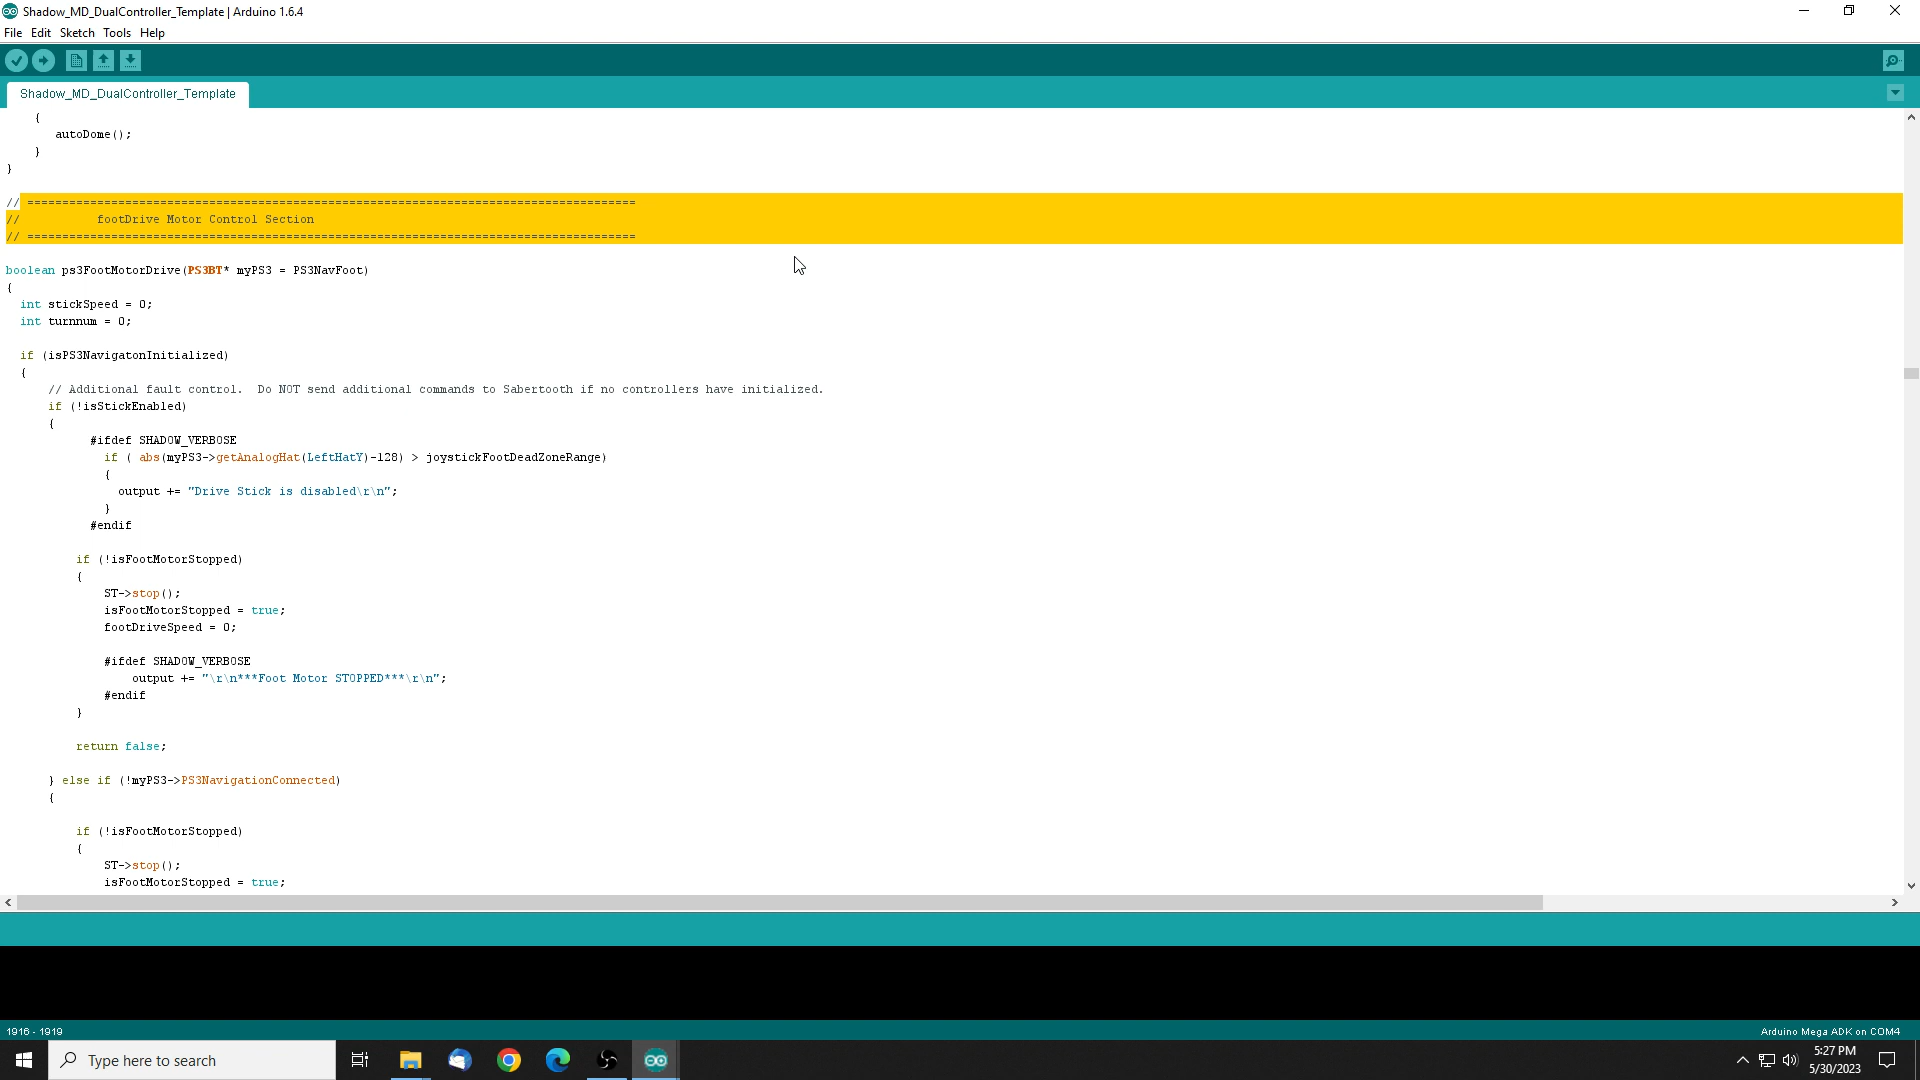 Shadow_MD_DualController_Template | Arduino 1.6.4
File Edit Sketch Tools Help
Shadow_MD_DualController_Template
{
autoDome();
}
}
// =======================================================================================
// footDrive Motor Control Section
// =======================================================================================
boolean ps3FootMotorDrive(PS3BT* myPS3 = PS3NavFoot)
{
int stickSpeed = 0;
int turnnum = 0;
if (isPS3NavigatonInitialized)
{
// Additional fault control. Do NOT send additional commands to Sabertooth if no controllers have initialized.
if (!isStickEnabled)
{
#ifdef SHADOW_VERBOSE
if ( abs(myPS3->getAnalogHat(LeftHatY)-128) > joystickFootDeadZoneRange)
{
output += "Drive Stick is disabled\r\n";
}
#endif
if (!isFootMotorStopped)
{
ST->stop();
isFootMotorStopped = true;
footDriveSpeed = 0;
#ifdef SHADOW_VERBOSE
output += "\r\n***Foot Motor STOPPED***\r\n";
#endif
}
return false;
} else if (!myPS3->PS3NavigationConnected)
{
if (!isFootMotorStopped)
{
ST->stop();
isFootMotorStopped = true;
1916 - 1919
Arduino Mega ADK on COM4
Type here to search
5:27 PM
5/30/2023